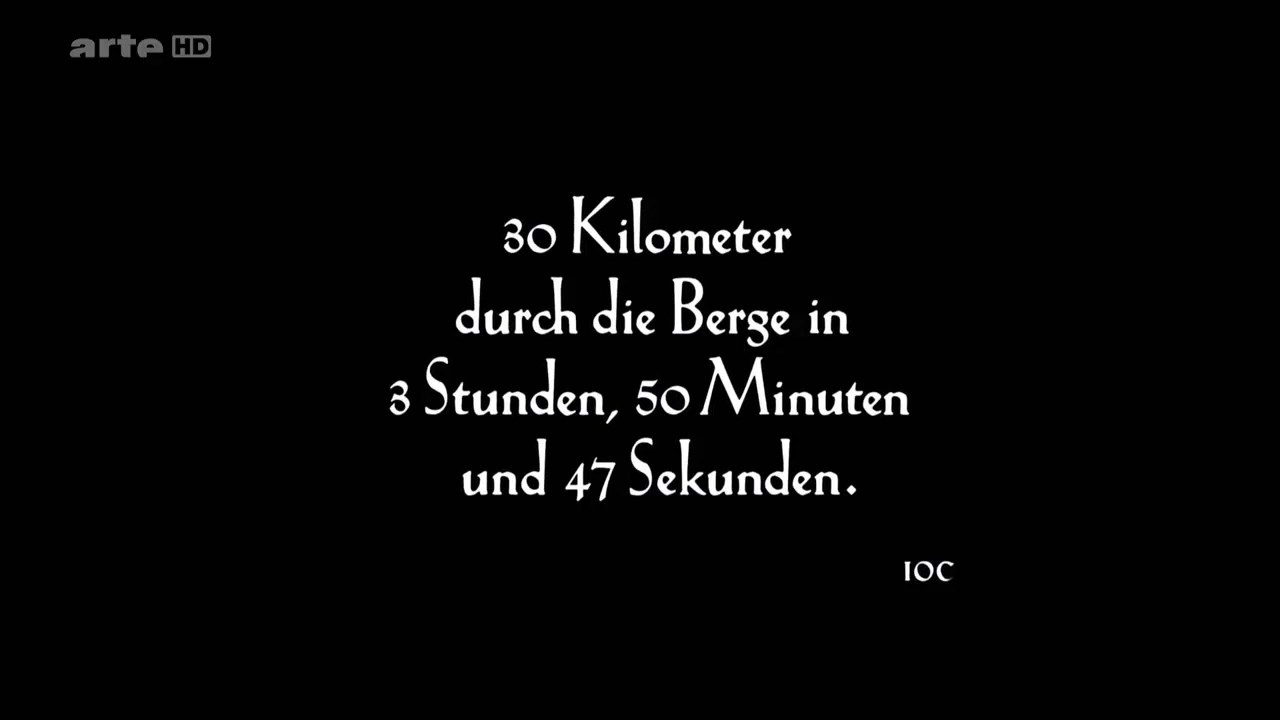 arte HD
30 Kilometer
durch die Berge in
3 Stunden, 50 Minuten
und 47 Sekunden.
IOC